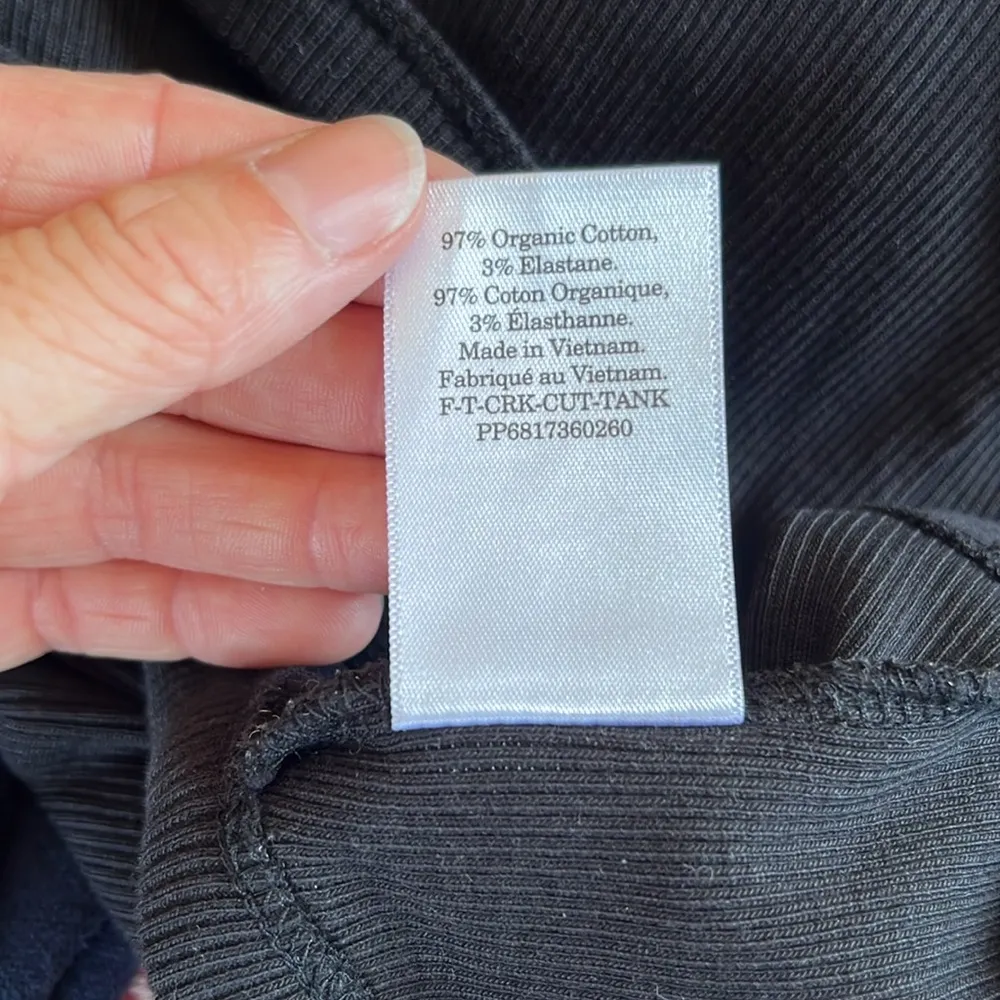 97% Organic Cotton,
3% Elastane.
97% Coton Organique,
3% Élasthanne.
Made in Vietnam.
Fabriqué au Vietnam.
F-T-CRK-CUT-TANK
PP6817360260